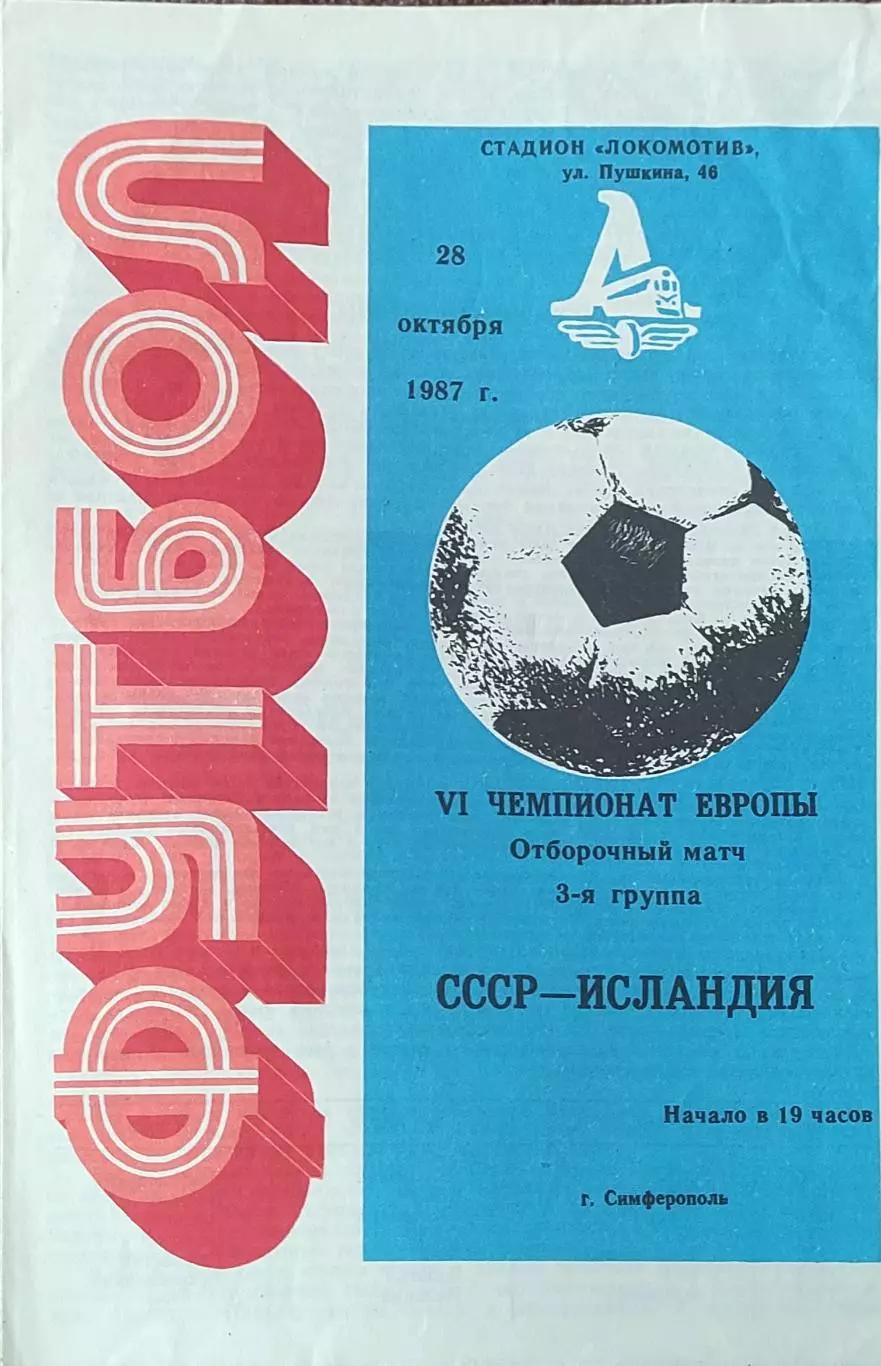 ФУТБОЛ
СТАДИОН «ЛОКОМОТИВ»,
ул. Пушкина, 46
28
октября
1987 г.
VI ЧЕМПИОНАТ ЕВРОПЫ
Отборочный матч
3-я группа
СССР—ИСЛАНДИЯ
Начало в 19 часов
г. Симферополь